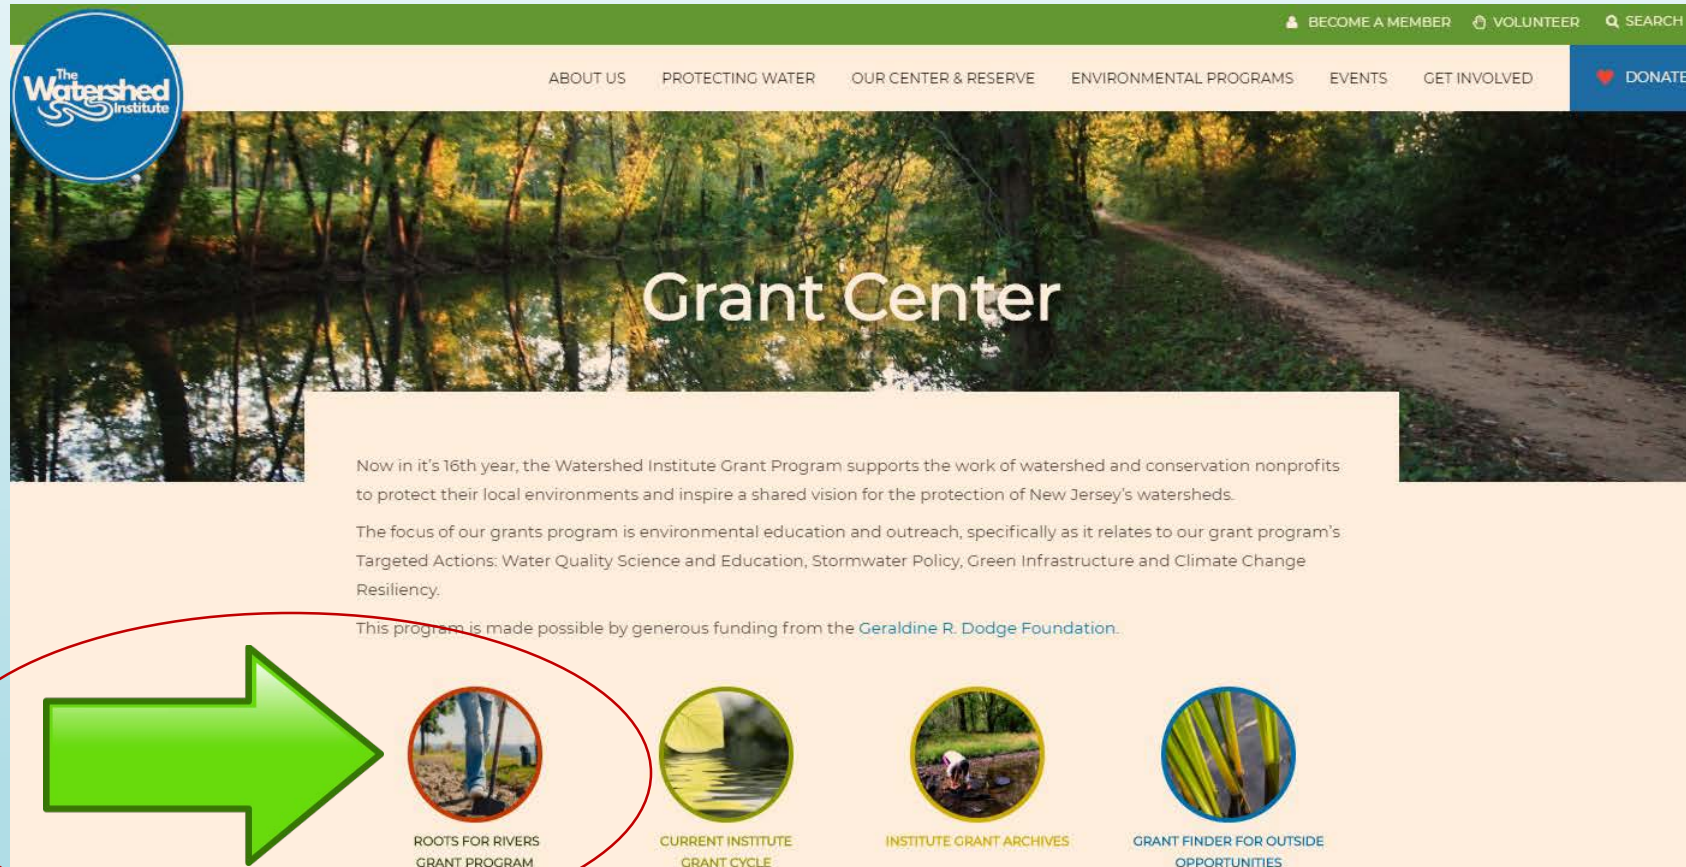 BECOME A MEMBER VOLUNTEER SEARCH
The
Watershed
Institute
ABOUT US PROTECTING WATER OUR CENTER & RESERVE ENVIRONMENTAL PROGRAMS EVENTS GET INVOLVED DONATE
Grant Center
Now in it's 16th year, the Watershed Institute Grant Program supports the work of watershed and conservation nonprofits
to protect their local environments and inspire a shared vision for the protection of New Jersey's watersheds.
The focus of our grants program is environmental education and outreach, specifically as it relates to our grant program's
Targeted Actions: Water Quality Science and Education, Stormwater Policy, Green Infrastructure and Climate Change
Resiliency.
This program is made possible by generous funding from the Geraldine R. Dodge Foundation.
ROOTS FOR RIVERS
GRANT PROGRAM
CURRENT INSTITUTE
GRANT CYCLE
INSTITUTE GRANT ARCHIVES
GRANT FINDER FOR OUTSIDE
OPPORTUNITIES